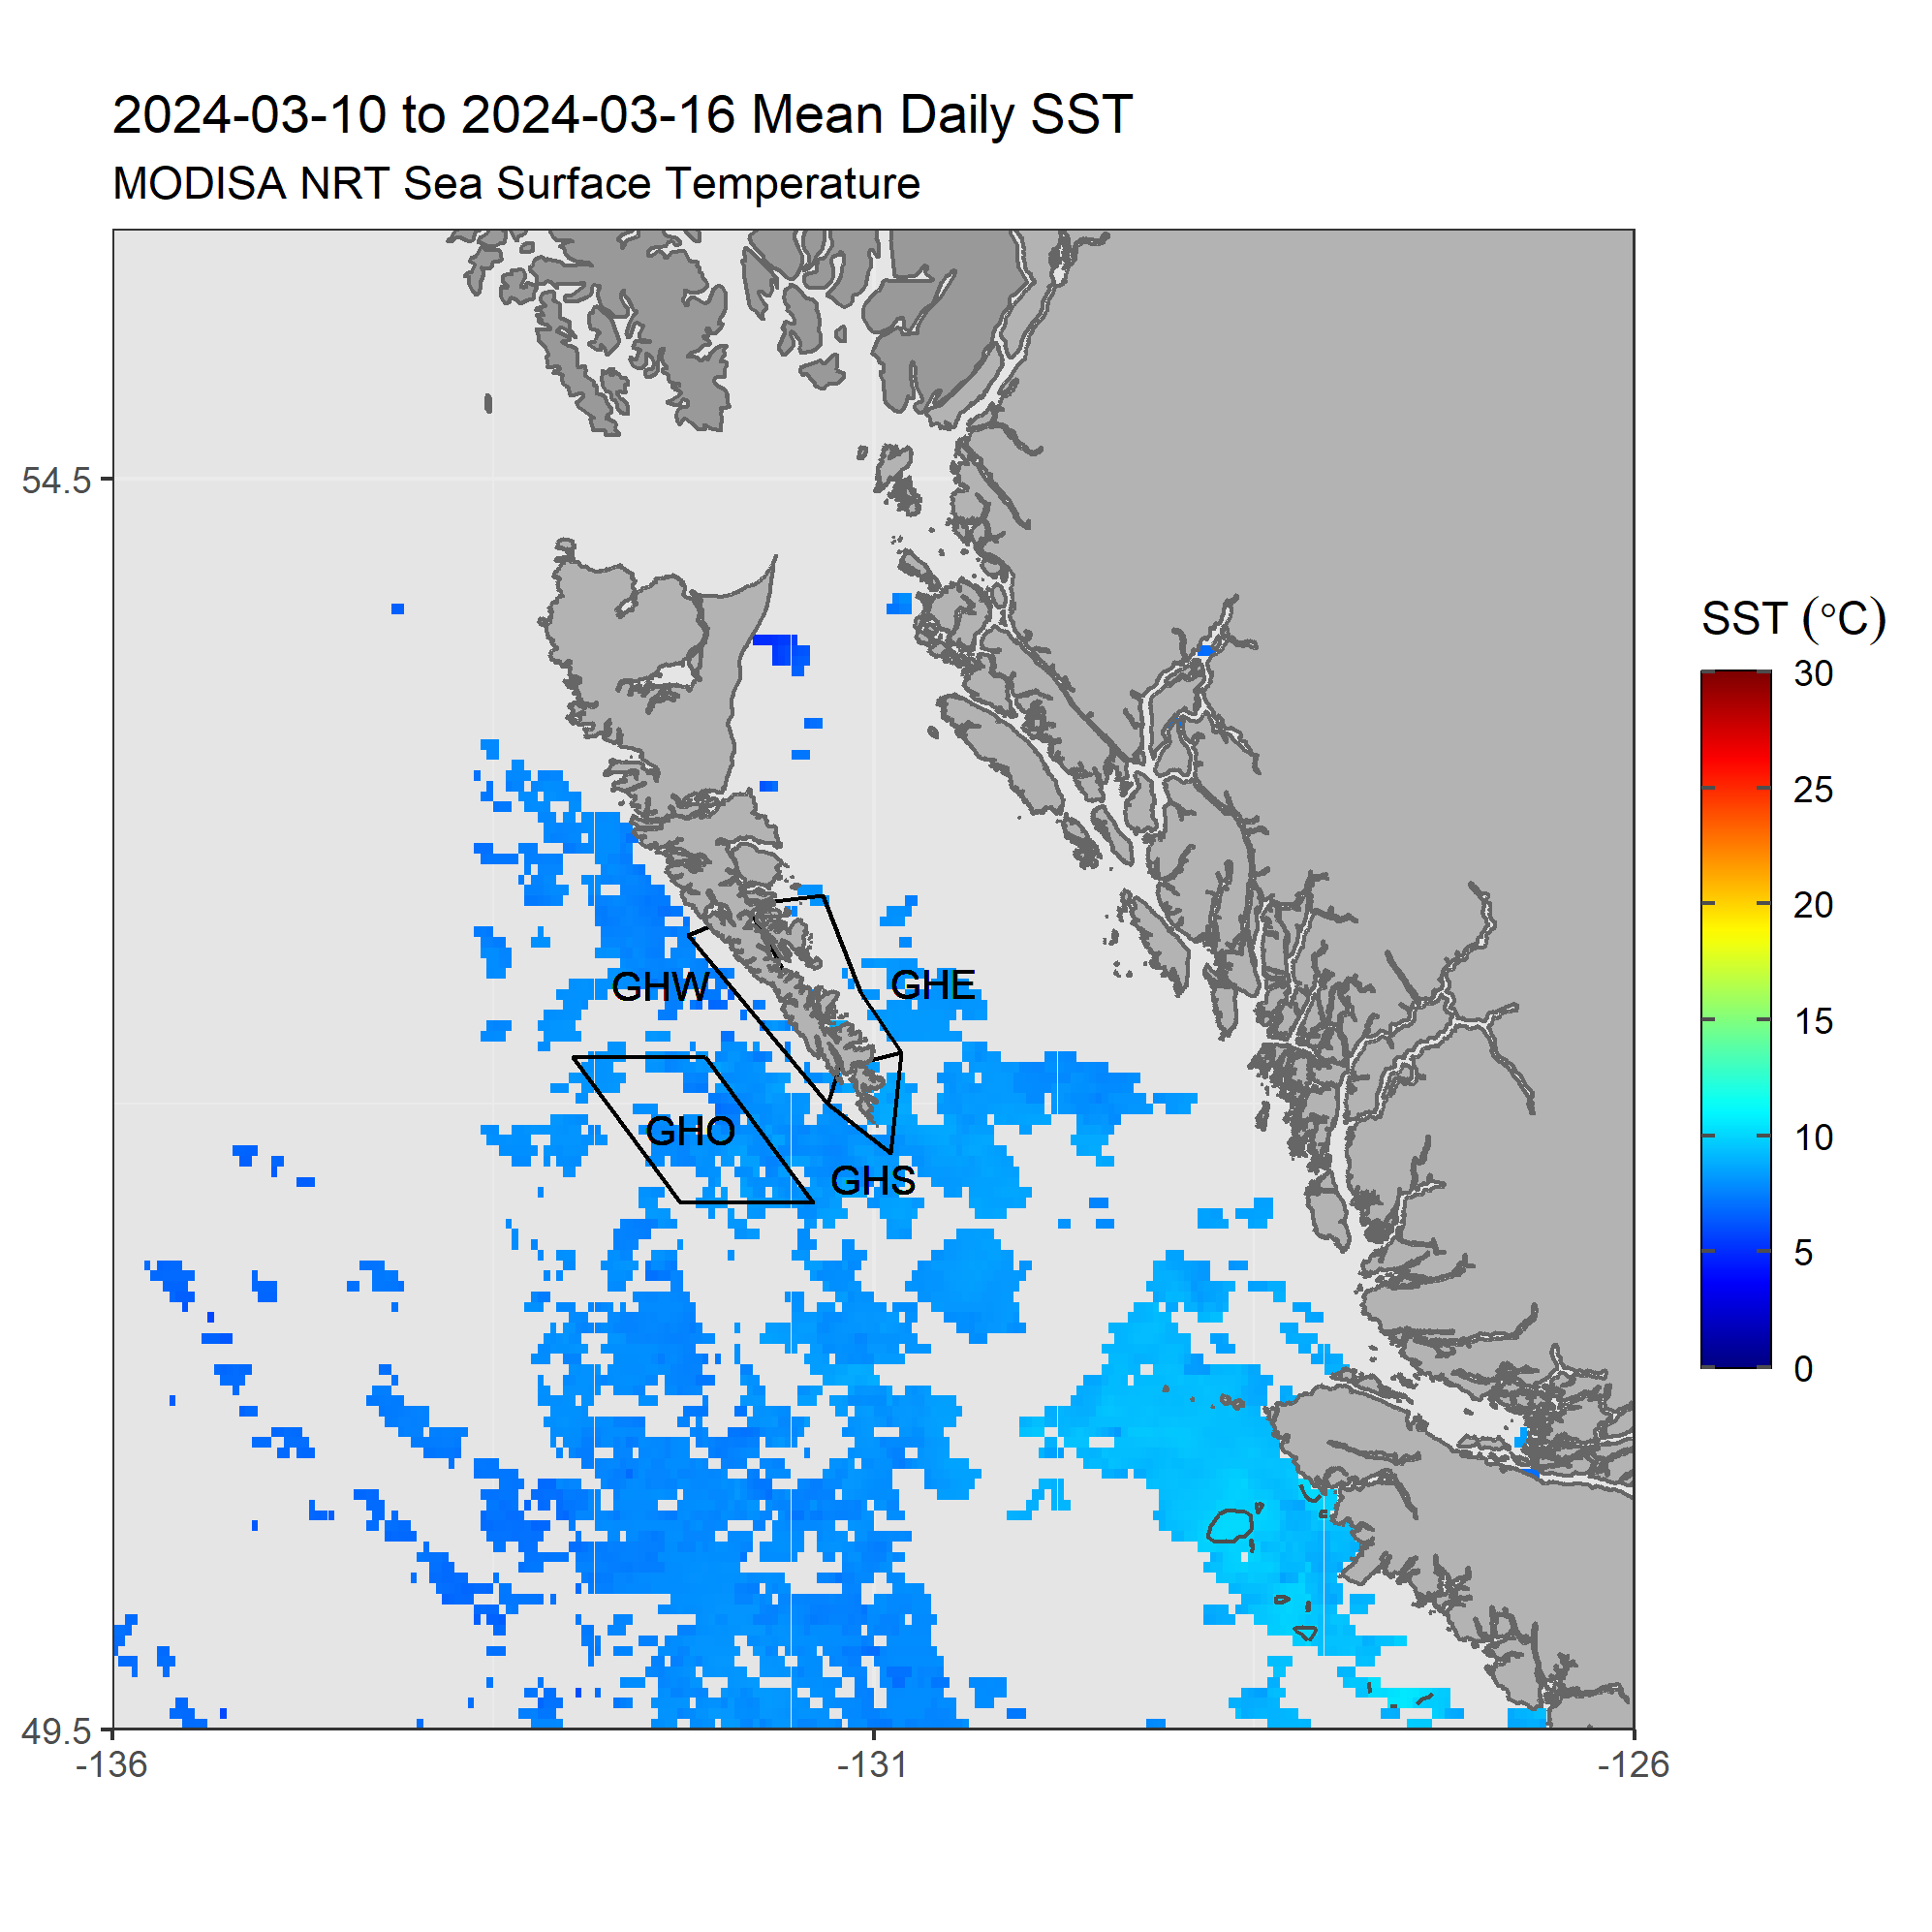 2024-03-10 to 2024-03-16 Mean Daily SST
MODISA NRT Sea Surface Temperature
54.5
49.5
-136
-131
-126
GHW
GHE
GHO
GHS
SST (°C)
30
25
20
15
10
5
0